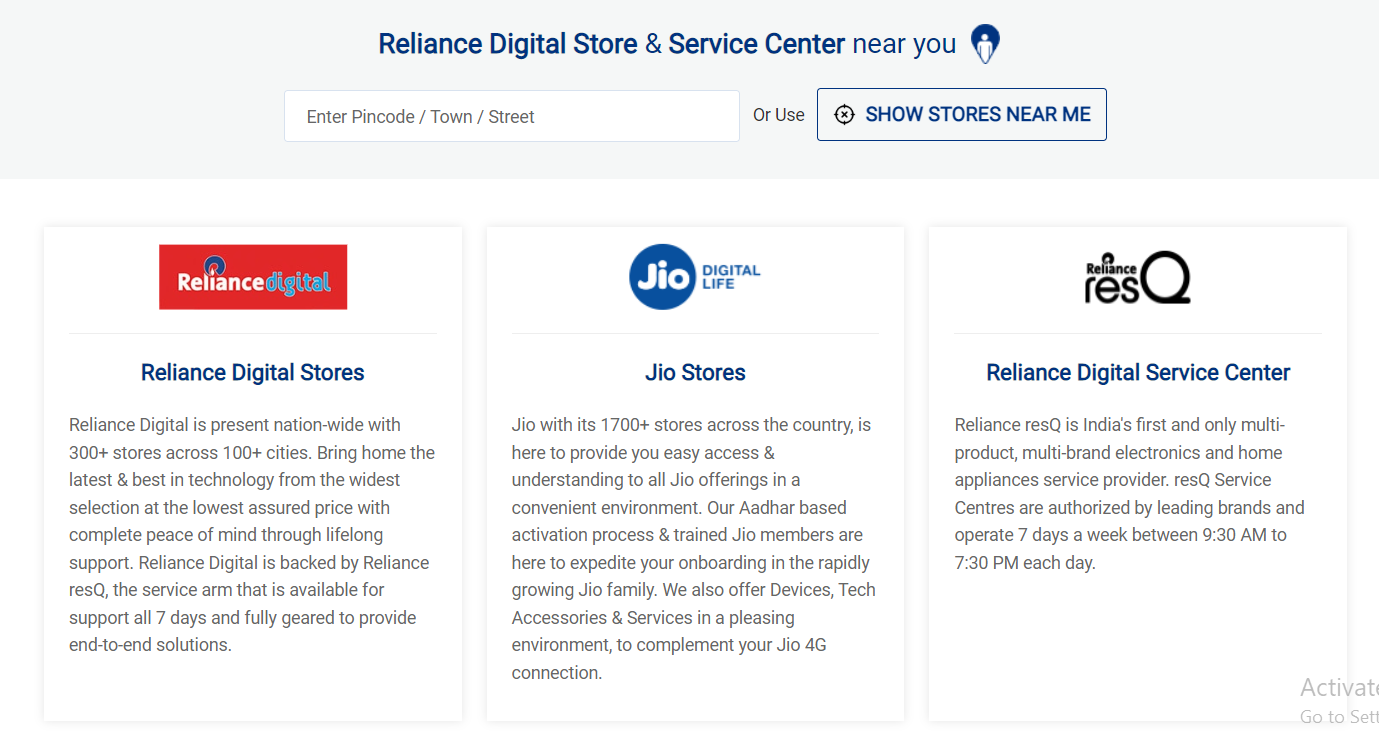 Reliance Digital Store & Service Center near you
Enter Pincode / Town / Street
Or Use
SHOW STORES NEAR ME
Reliance digital
Reliance Digital Stores
Reliance Digital is present nation-wide with
300+ stores across 100+ cities. Bring home the
latest & best in technology from the widest
selection at the lowest assured price with
complete peace of mind through lifelong
support. Reliance Digital is backed by Reliance
resQ, the service arm that is available for
support all 7 days and fully geared to provide
end-to-end solutions.
Jio DIGITAL
LIFE
Jio Stores
Jio with its 1700+ stores across the country, is
here to provide you easy access &
understanding to all Jio offerings in a
convenient environment. Our Aadhar based
activation process & trained Jio members are
here to expedite your onboarding in the rapidly
growing Jio family. We also offer Devices, Tech
Accessories & Services in a pleasing
environment, to complement your Jio 4G
connection.
Reliance
resQ
Reliance Digital Service Center
Reliance resQ is India's first and only multi-
product, multi-brand electronics and home
appliances service provider. resQ Service
Centres are authorized by leading brands and
operate 7 days a week between 9:30 AM to
7:30 PM each day.
Activate
Go to Sett